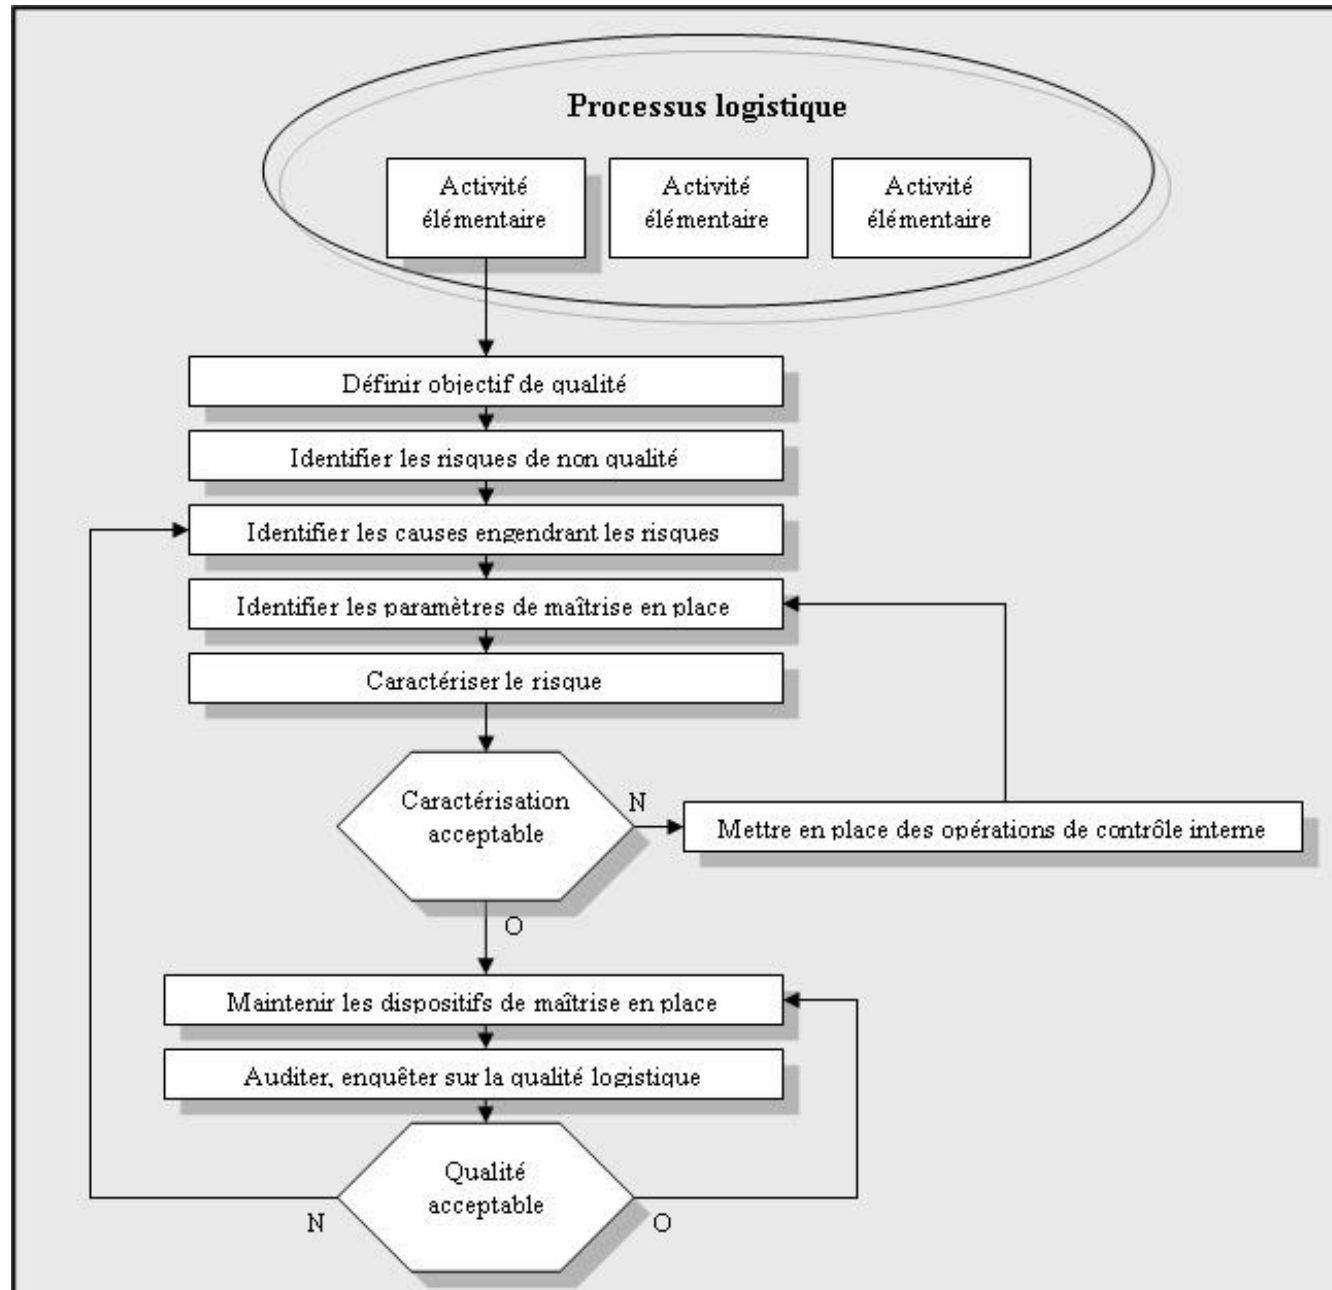 Processus logistique
Activité
élémentaire
Activité
élémentaire
Activité
élémentaire
Définir objectif de qualité
Identifier les risques de non qualité
Identifier les causes engendrant les risques
Identifier les paramètres de maîtrise en place
Caractériser le risque
Caractérisation
acceptable
N
Mettre en place des opérations de contrôle interne
O
Maintenir les dispositifs de maîtrise en place
Auditer, enquêter sur la qualité logistique
Qualité
acceptable
N
O